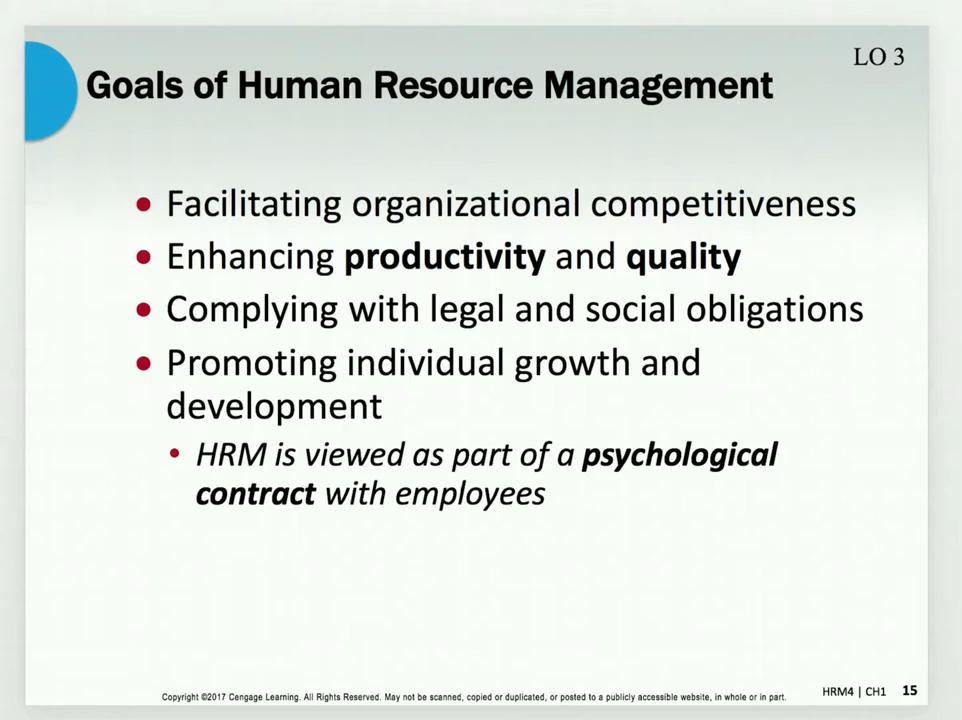 LO 3
Goals of Human Resource Management
• Facilitating organizational competitiveness
• Enhancing productivity and quality
• Complying with legal and social obligations
• Promoting individual growth and
development
• HRM is viewed as part of a psychological
contract with employees
Copyright ©2017 Cengage Learning. All Rights Reserved. May not be scanned, copied or duplicated, or posted to a publicly accessible website, in whole or in part.
HRM4 | CH1 15